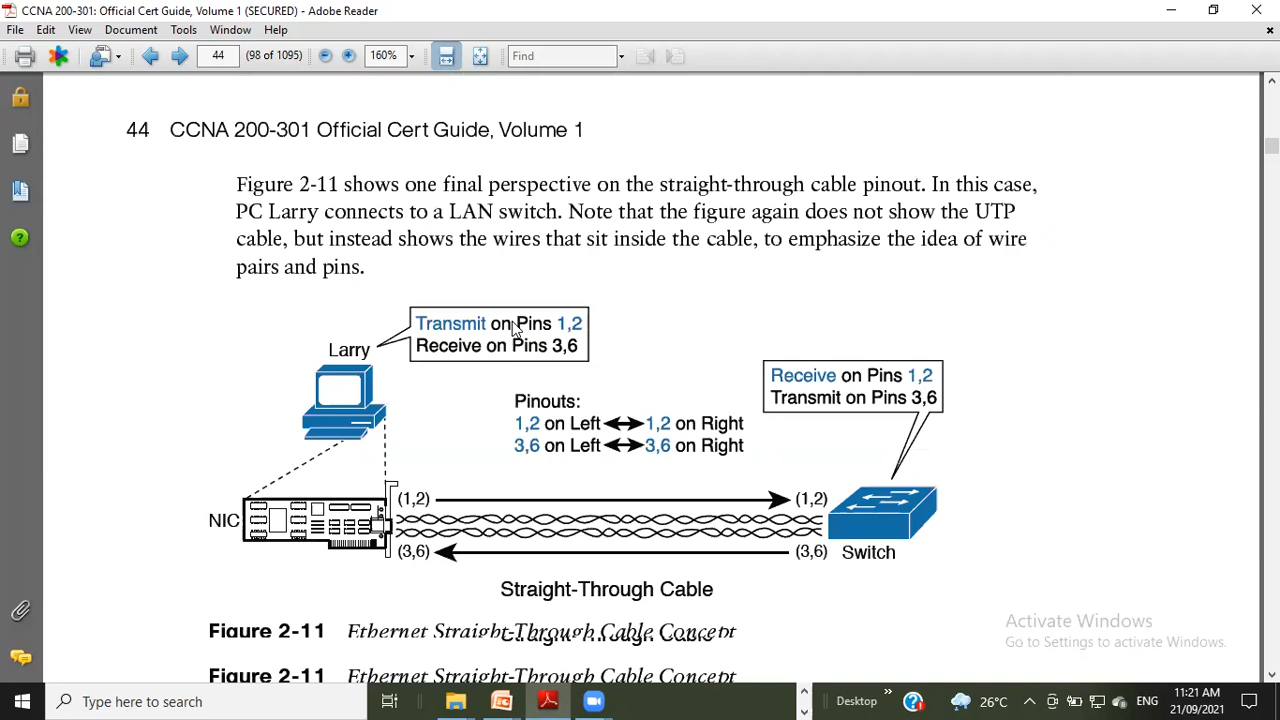 CCNA 200-301: Official Cert Guide, Volume 1 (SECURED) - Adobe Reader
File Edit View Document Tools Window Help
44 (98 of 1095) 160% Find
44 CCNA 200-301 Official Cert Guide, Volume 1
Figure 2-11 shows one final perspective on the straight-through cable pinout. In this case,
PC Larry connects to a LAN switch. Note that the figure again does not show the UTP
cable, but instead shows the wires that sit inside the cable, to emphasize the idea of wire
pairs and pins.
Transmit on Pins 1,2
Receive on Pins 3,6
Larry
Receive on Pins 1,2
Transmit on Pins 3,6
Pinouts:
1,2 on Left 1,2 on Right
3,6 on Left 3,6 on Right
(1,2) (1,2)
NIC
(3,6) (3,6) Switch
Straight-Through Cable
Figure 2-11 Ethernet Straight-Through Cable Concept
Figure 2-11 Ethernet Straight-Through Cable Concept
Activate Windows
Go to Settings to activate Windows.
Type here to search
Desktop
26°C
ENG
11:21 AM
21/09/2021